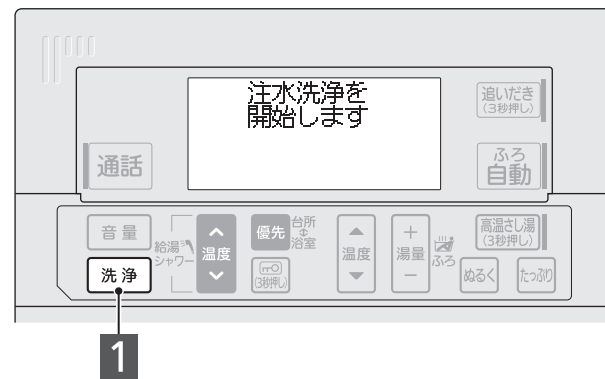 注水洗浄を
開始します
追いだき
(3秒押し)
通話
ふろ
自動
音量
給湯
シャワー
温度
優先
台所
浴室
(3秒押し)
温度
+
湯量
−
ふろ
高温さし湯
(3秒押し)
ぬるく
たっぷり
洗浄
1